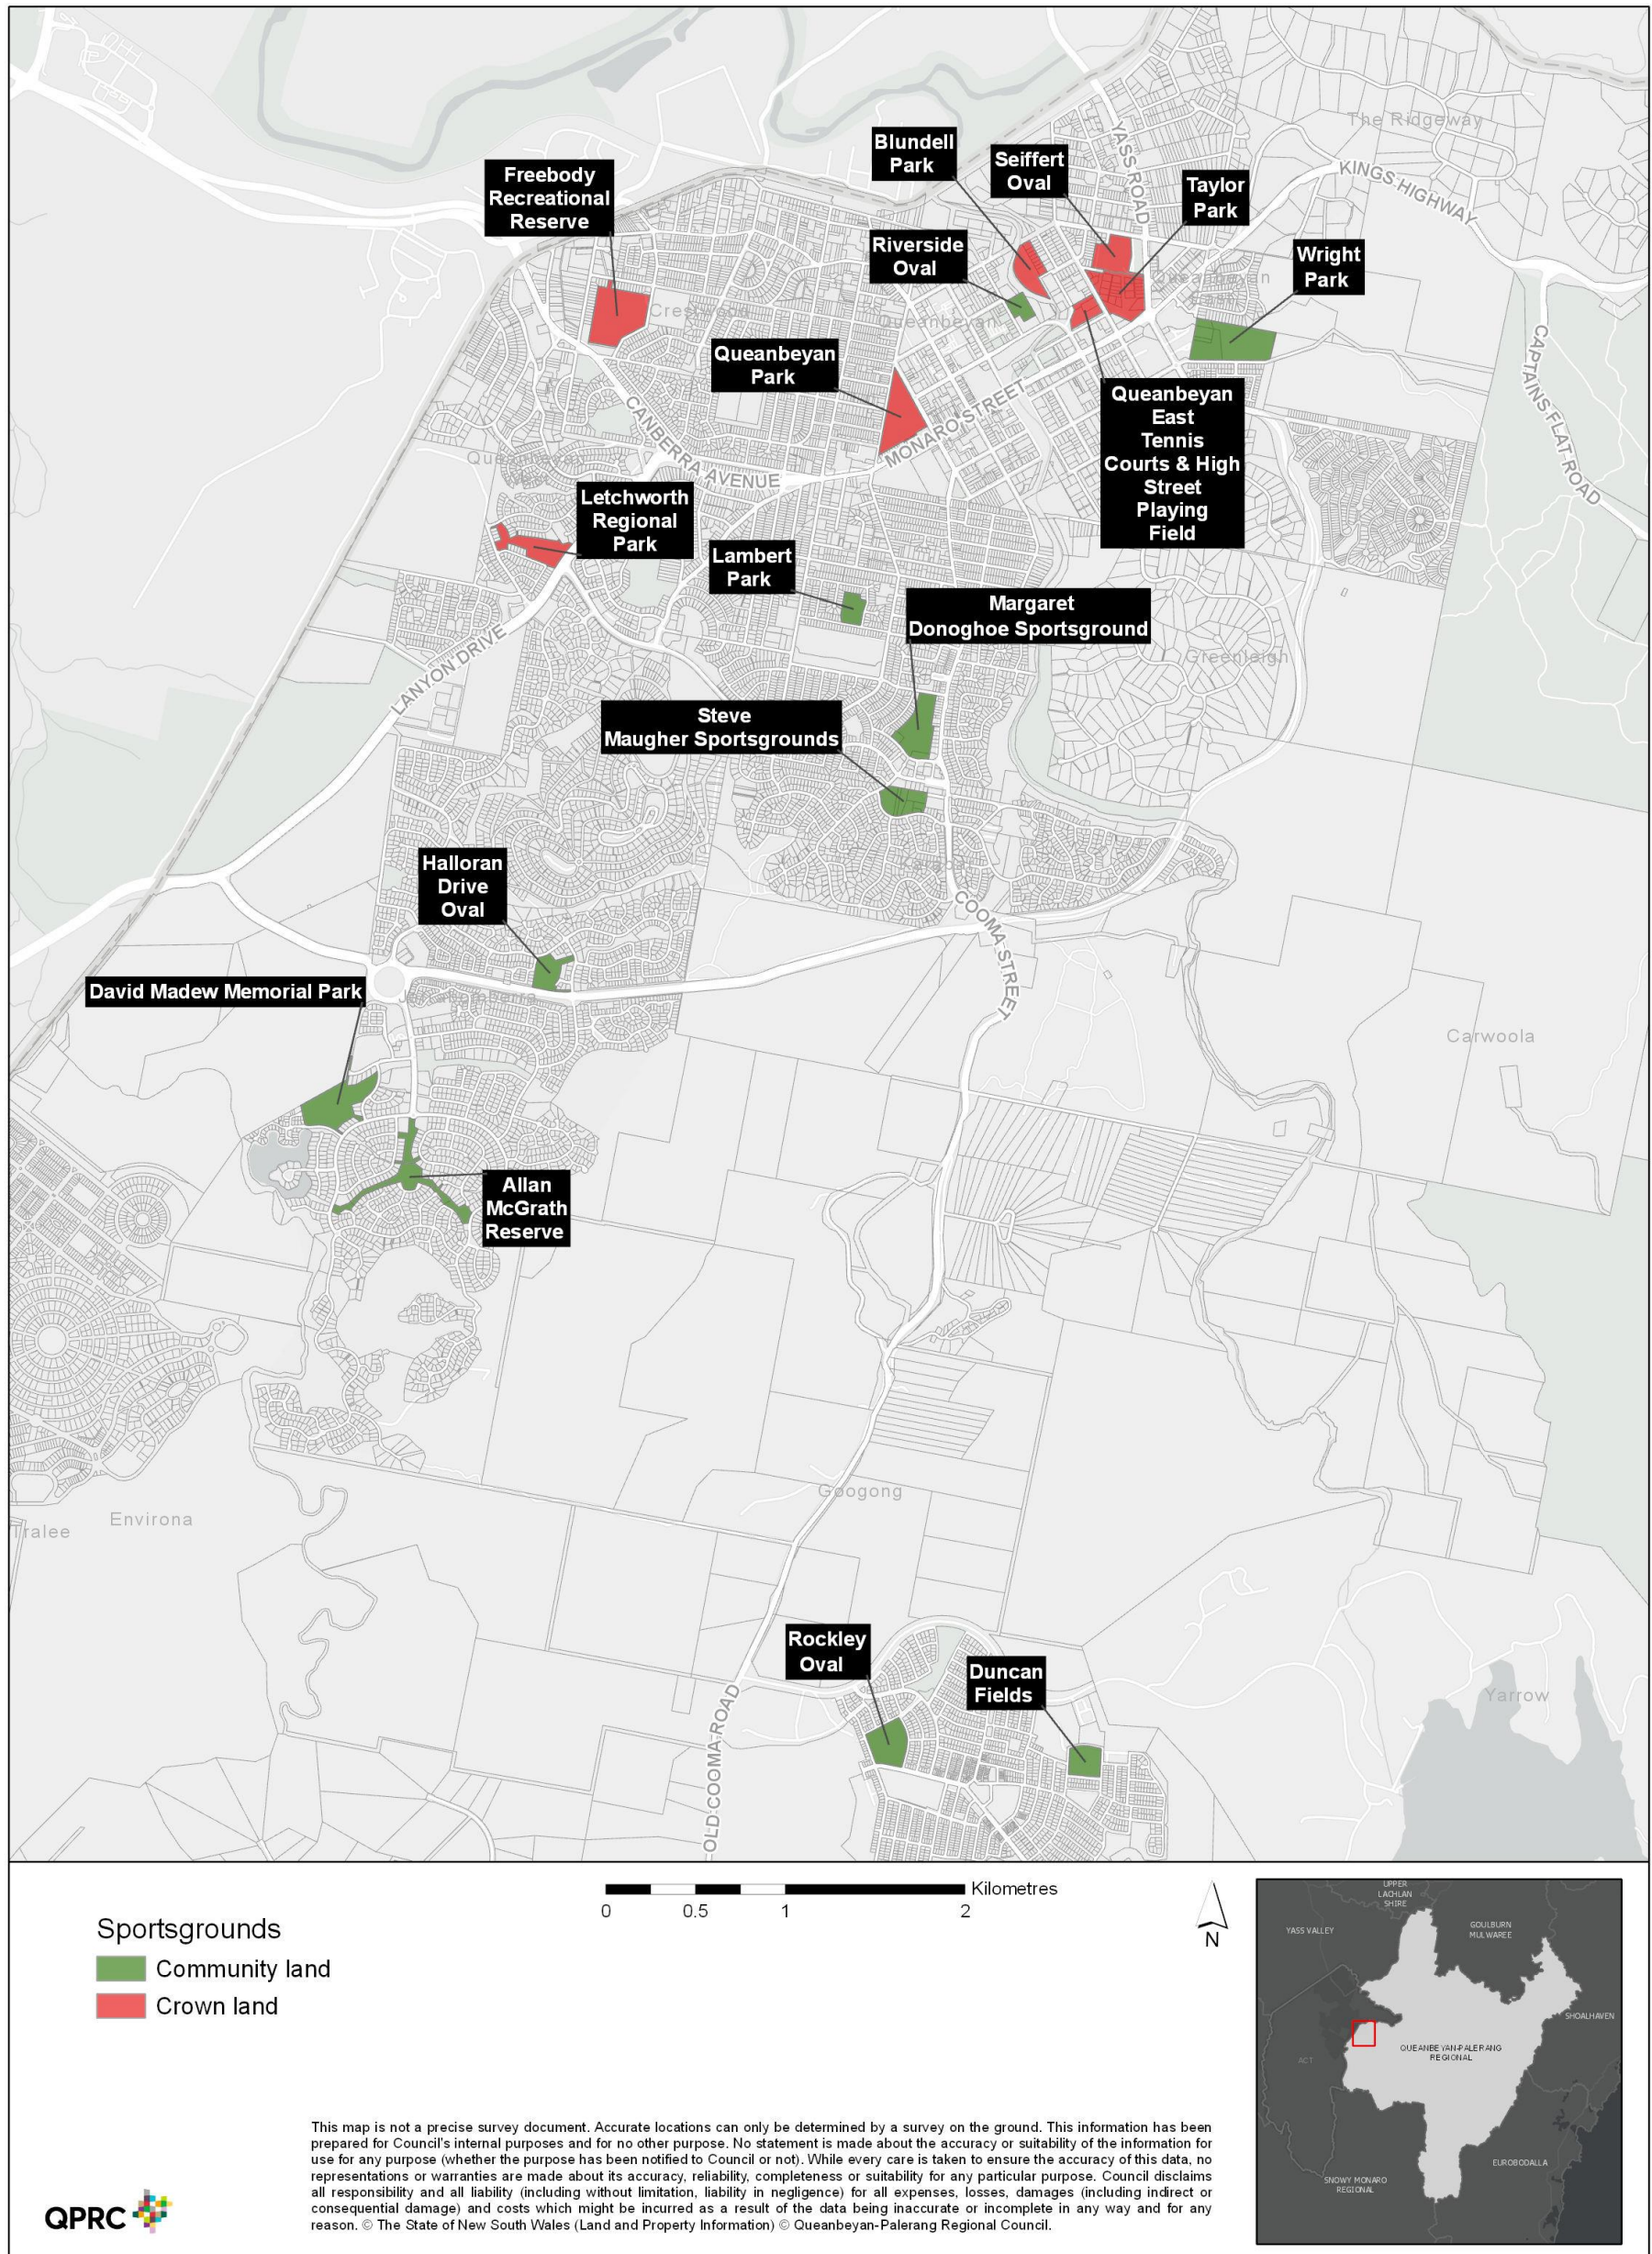 The Ridgeway
YASS ROAD
KINGS HIGHWAY
Blundell
Park
Seiffert
Oval
Taylor
Park
Freebody
Recreational
Reserve
Riverside
Oval
Wright
Park
Crestwood
Queanbeyan
Queanbeyan
East
CAPTAINS FLAT ROAD
Queanbeyan
Park
MONARO STREET
CANBERRA AVENUE
Queanbeyan
West
Queanbeyan
East
Tennis
Courts & High
Street
Playing
Field
Letchworth
Regional
Park
Lambert
Park
Margaret
Donoghoe Sportsground
Greenleigh
LANYON DRIVE
Steve
Maugher Sportsgrounds
Halloran
Drive
Oval
COOMA STREET
David Madew Memorial Park
Carwoola
Allan
McGrath
Reserve
Googong
Environa
Tralee
Rockley
Oval
Duncan
Fields
Yarrow
OLD COOMA ROAD
Kilometres
0 0.5 1 2
N
Sportsgrounds
Community land
Crown land
UPPER
LACHLAN
SHIRE
YASS VALLEY
GOULBURN
MULWAREE
SHOALHAVEN
QUEANBEYAN-PALERANG
REGIONAL
ACT
EUROBODALLA
SNOWY MONARO
REGIONAL
This map is not a precise survey document. Accurate locations can only be determined by a survey on the ground. This information has been
prepared for Council's internal purposes and for no other purpose. No statement is made about the accuracy or suitability of the information for
use for any purpose (whether the purpose has been notified to Council or not). While every care is taken to ensure the accuracy of this data, no
representations or warranties are made about its accuracy, reliability, completeness or suitability for any particular purpose. Council disclaims
all responsibility and all liability (including without limitation, liability in negligence) for all expenses, losses, damages (including indirect or
consequential damage) and costs which might be incurred as a result of the data being inaccurate or incomplete in any way and for any
reason. © The State of New South Wales (Land and Property Information) © Queanbeyan-Palerang Regional Council.
QPRC